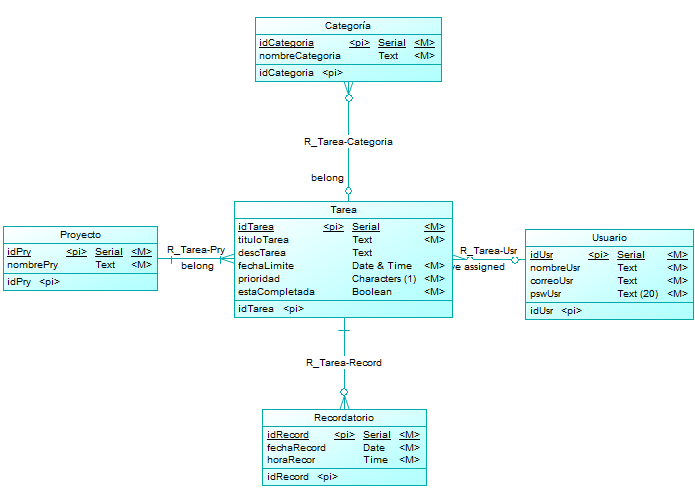 Categoría
idCategoria <pi> Serial <M>
nombreCategoria Text <M>
idCategoria <pi>
R_Tarea-Categoria
belong
Tarea
idTarea <pi> Serial <M>
tituloTarea Text <M>
descTarea Text
fechaLimite Date & Time <M>
prioridad Characters (1) <M>
estaCompletada Boolean <M>
idTarea <pi>
Proyecto
idPry <pi> Serial <M>
nombrePry Text <M>
idPry <pi>
R_Tarea-Pry
belong
R_Tarea-Usr
ve assigned
Usuario
idUsr <pi> Serial <M>
nombreUsr Text <M>
correoUsr Text <M>
pswUsr Text (20) <M>
idUsr <pi>
R_Tarea-Record
Recordatorio
idRecord <pi> Serial <M>
fechaRecord Date <M>
horaRecor Time <M>
idRecord <pi>